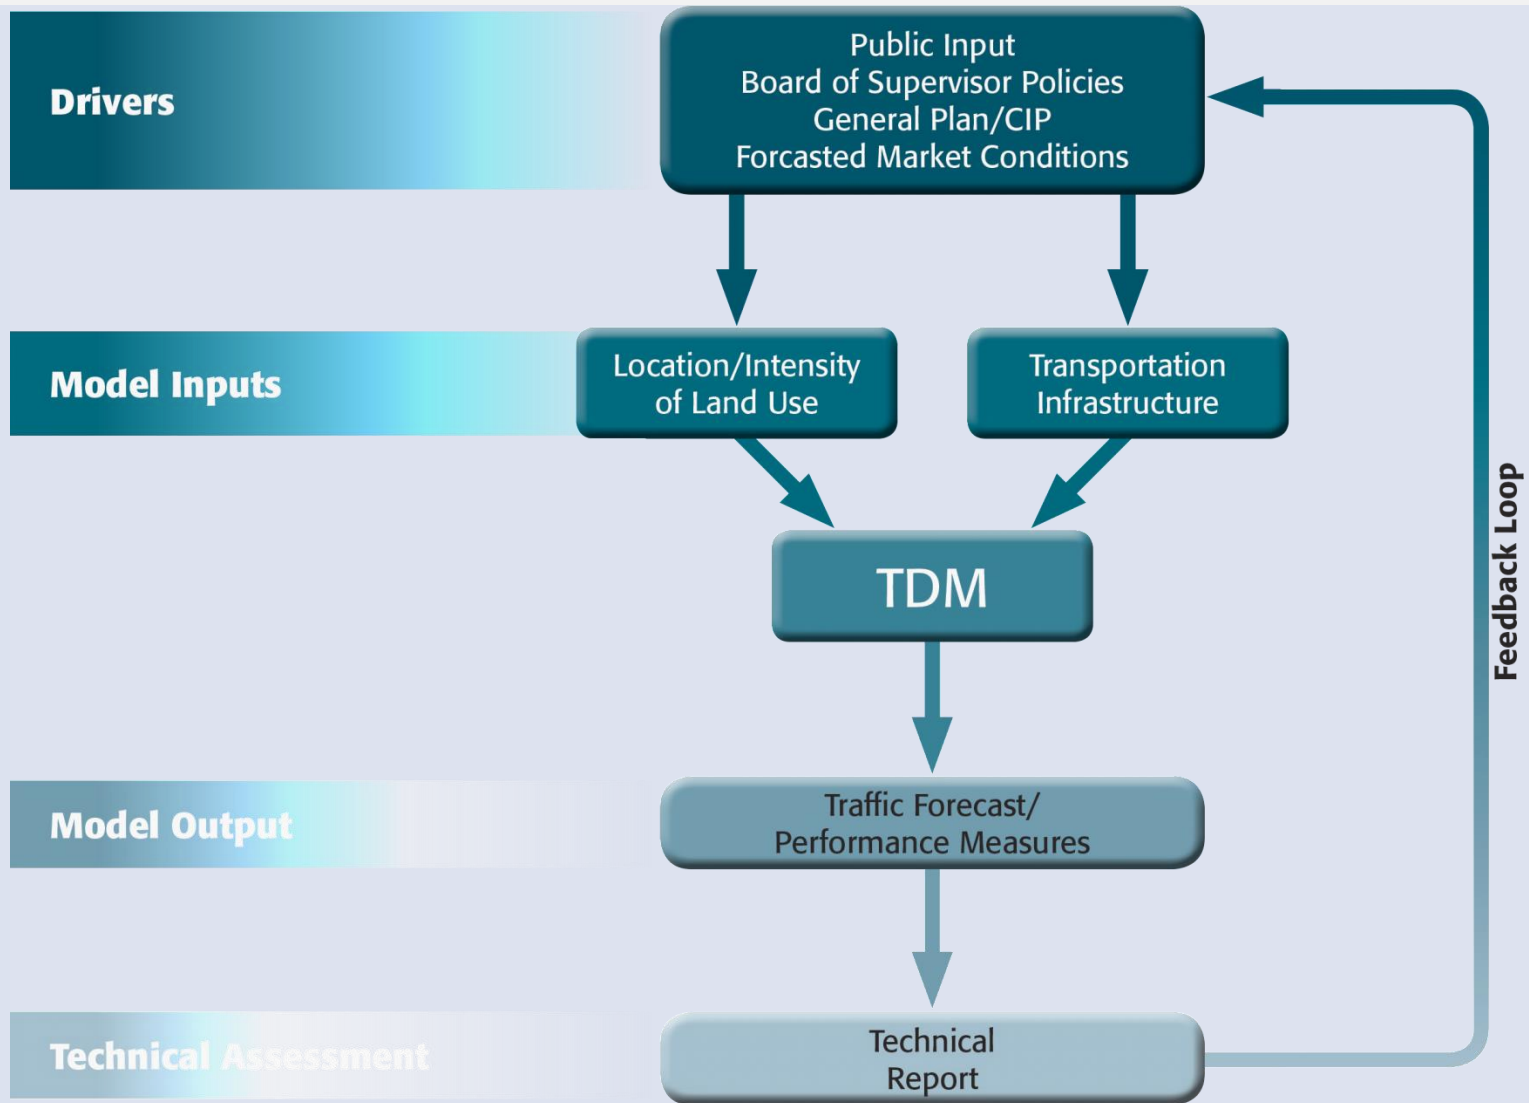 Drivers
Public Input
Board of Supervisor Policies
General Plan/CIP
Forcasted Market Conditions
Model Inputs
Location/Intensity
of Land Use
Transportation
Infrastructure
TDM
Feedback Loop
Model Output
Traffic Forecast/
Performance Measures
Technical Assessment
Technical
Report